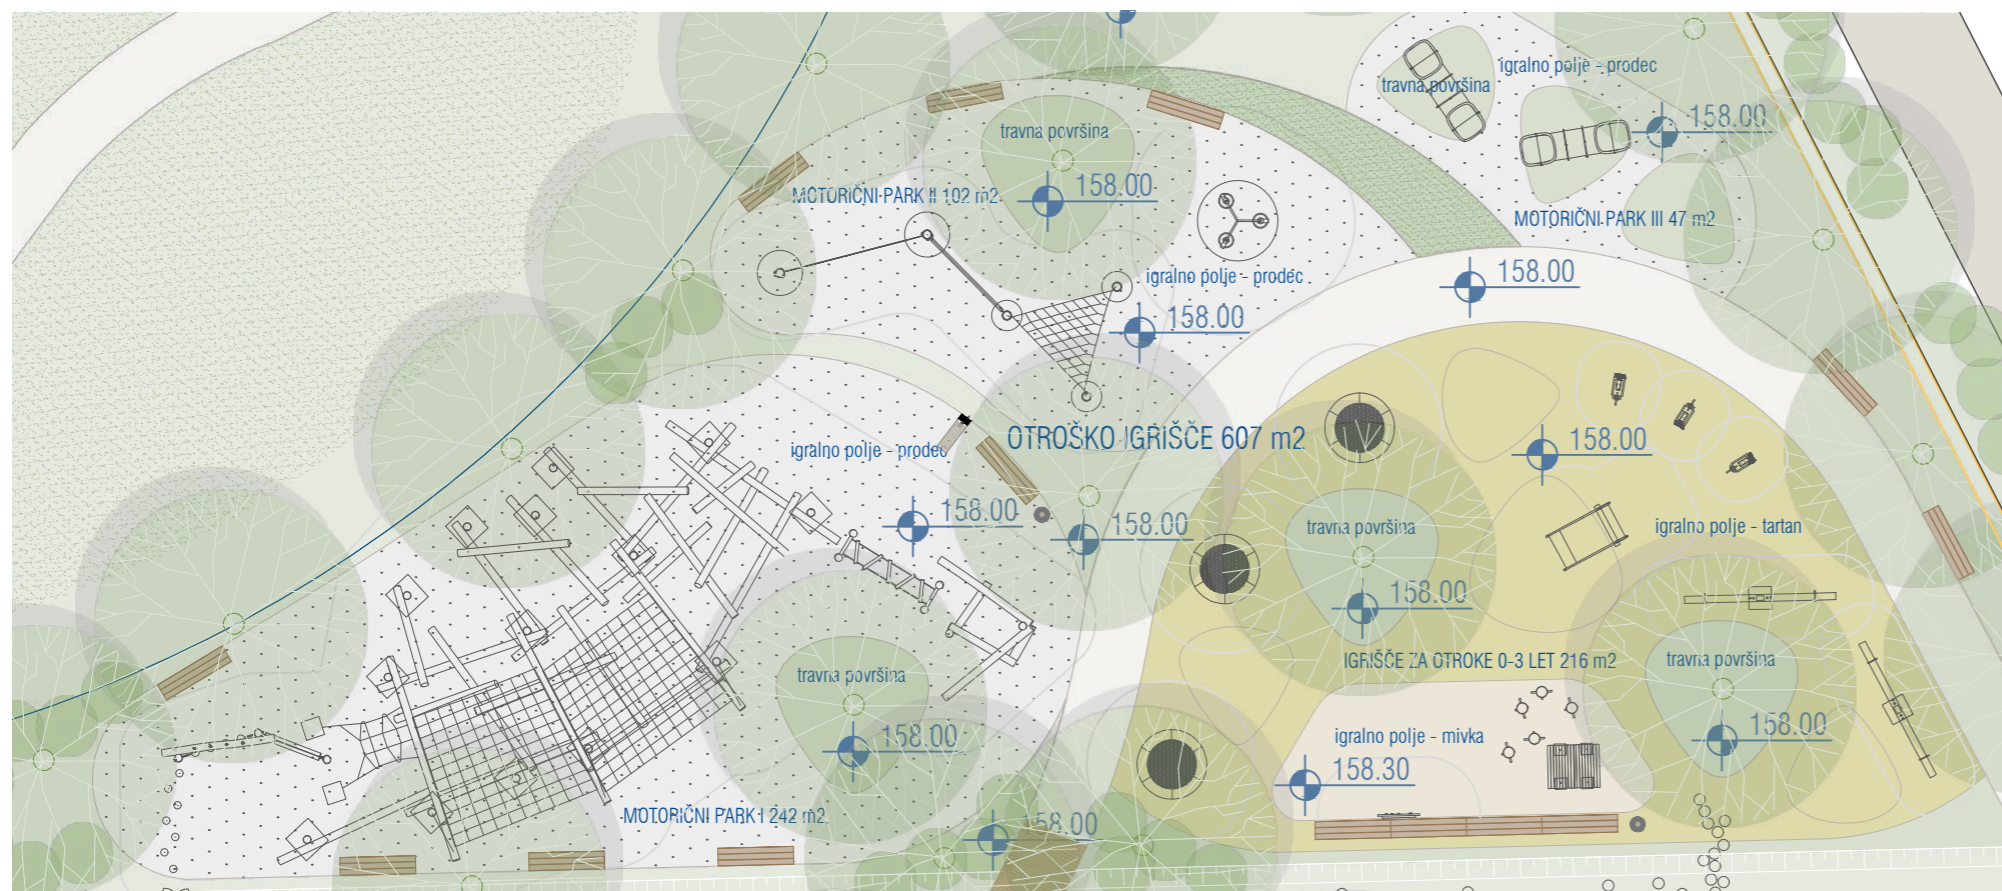 igralno polje - prodec
travna površina
158.00
travna površina
158.00
MOTORIČNI PARK II 102 m2
MOTORIČNI PARK III 47 m2
igralno polje - prodec
158.00
158.00
OTROŠKO IGRIŠČE 607 m2
158.00
igralno polje - prodec
158.00
158.00
travna površina
igralno polje - tartan
158.00
IGRIŠČE ZA OTROKE 0-3 LET 216 m2
travna površina
travna površina
158.00
158.00
igralno polje - mivka
158.30
MOTORIČNI PARK I 242 m2
158.00